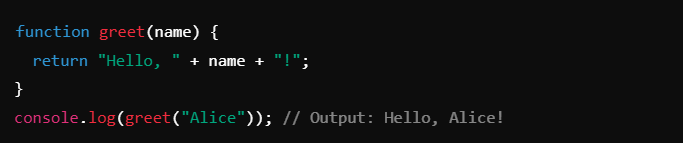 function greet(name) {
  return "Hello, " + name + "!";
}
console.log(greet("Alice")); // Output: Hello, Alice!